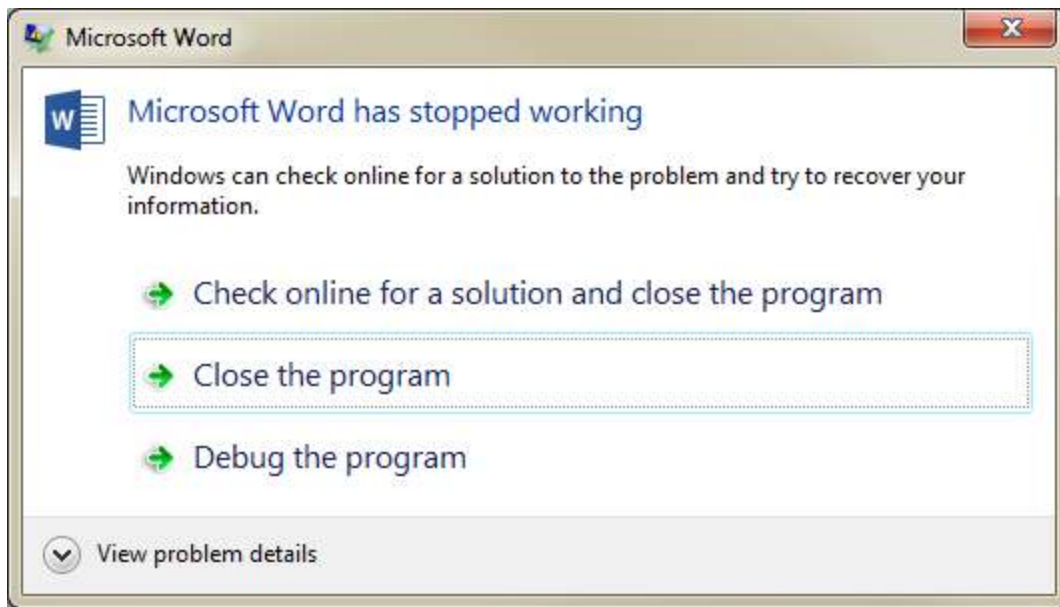 Microsoft Word
X
W
Microsoft Word has stopped working
Windows can check online for a solution to the problem and try to recover your
information.
Check online for a solution and close the program
Close the program
Debug the program
View problem details